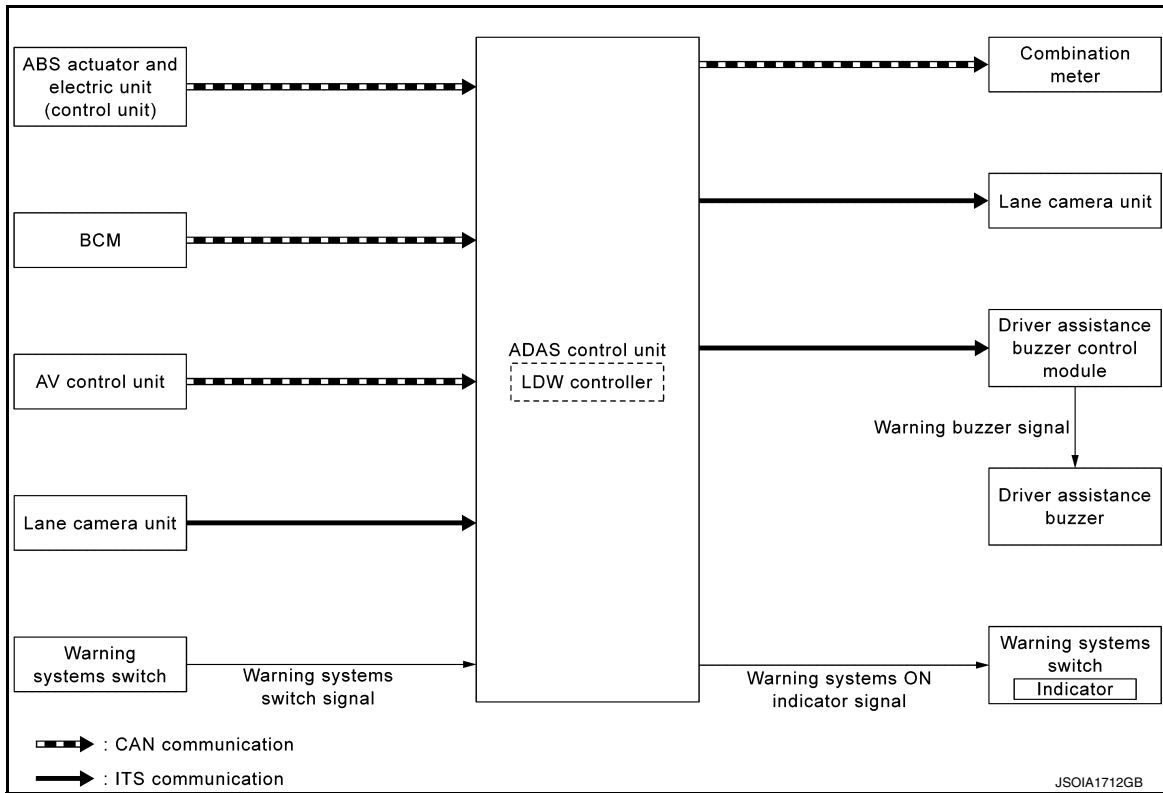 ABS actuator and
electric unit
(control unit)
BCM
AV control unit
Lane camera unit
Warning
systems switch
Warning systems
switch signal
ADAS control unit
LDW controller
Combination
meter
Lane camera unit
Driver assistance
buzzer control
module
Warning buzzer signal
Driver assistance
buzzer
Warning systems ON
indicator signal
Warning systems
switch
Indicator
: CAN communication
: ITS communication
JSOIA1712GB